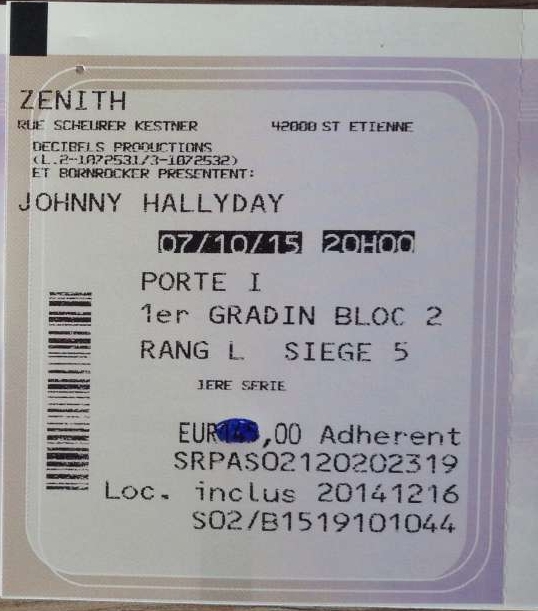 ZENITH
RUE SCHEURER KESTNER 42000 ST ETIENNE
DECIBELS PRODUCTIONS
(L.2-1072531/3-1072532)
ET BORNROCKER PRESENTENT:
JOHNNY HALLYDAY
07/10/15 20H00
PORTE I
1er GRADIN BLOC 2
RANG L SIEGE 5
1ERE SERIE
EUR ,00 Adherent
SRPAS02120202319
Loc. inclus 20141216
S02/B1519101044